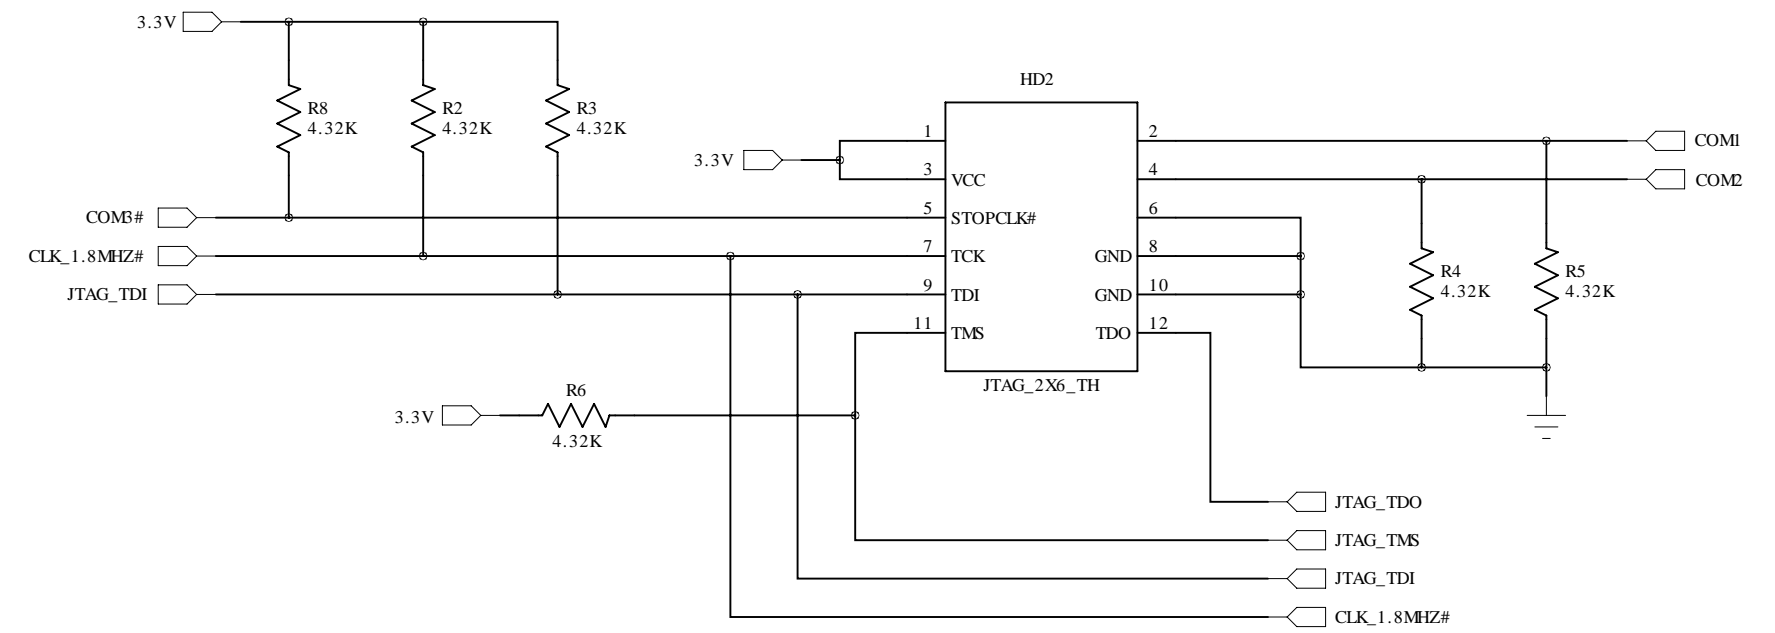 3.3V
HD2
R8
4.32K
R2
4.32K
R3
4.32K
1
2
COM1
3.3V
3
VCC
4
COM2
COM3#
5
STOPCLK#
6
CLK_1.8MHZ#
7
TCK
GND
8
JTAG_TDI
9
TDI
GND
10
R4
4.32K
R5
4.32K
11
TMS
TDO
12
JTAG_2X6_TH
R6
3.3V
4.32K
JTAG_TDO
JTAG_TMS
JTAG_TDI
CLK_1.8MHZ#